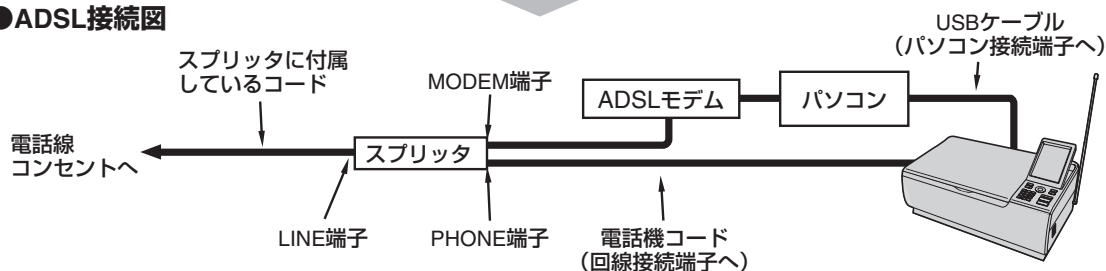 ●ADSL接続図
スプリッタに付属
しているコード
MODEM端子
USBケーブル
（パソコン接続端子へ）
ADSLモデム
パソコン
電話線
コンセントへ
スプリッタ
LINE端子
PHONE端子
電話機コード
（回線接続端子へ）